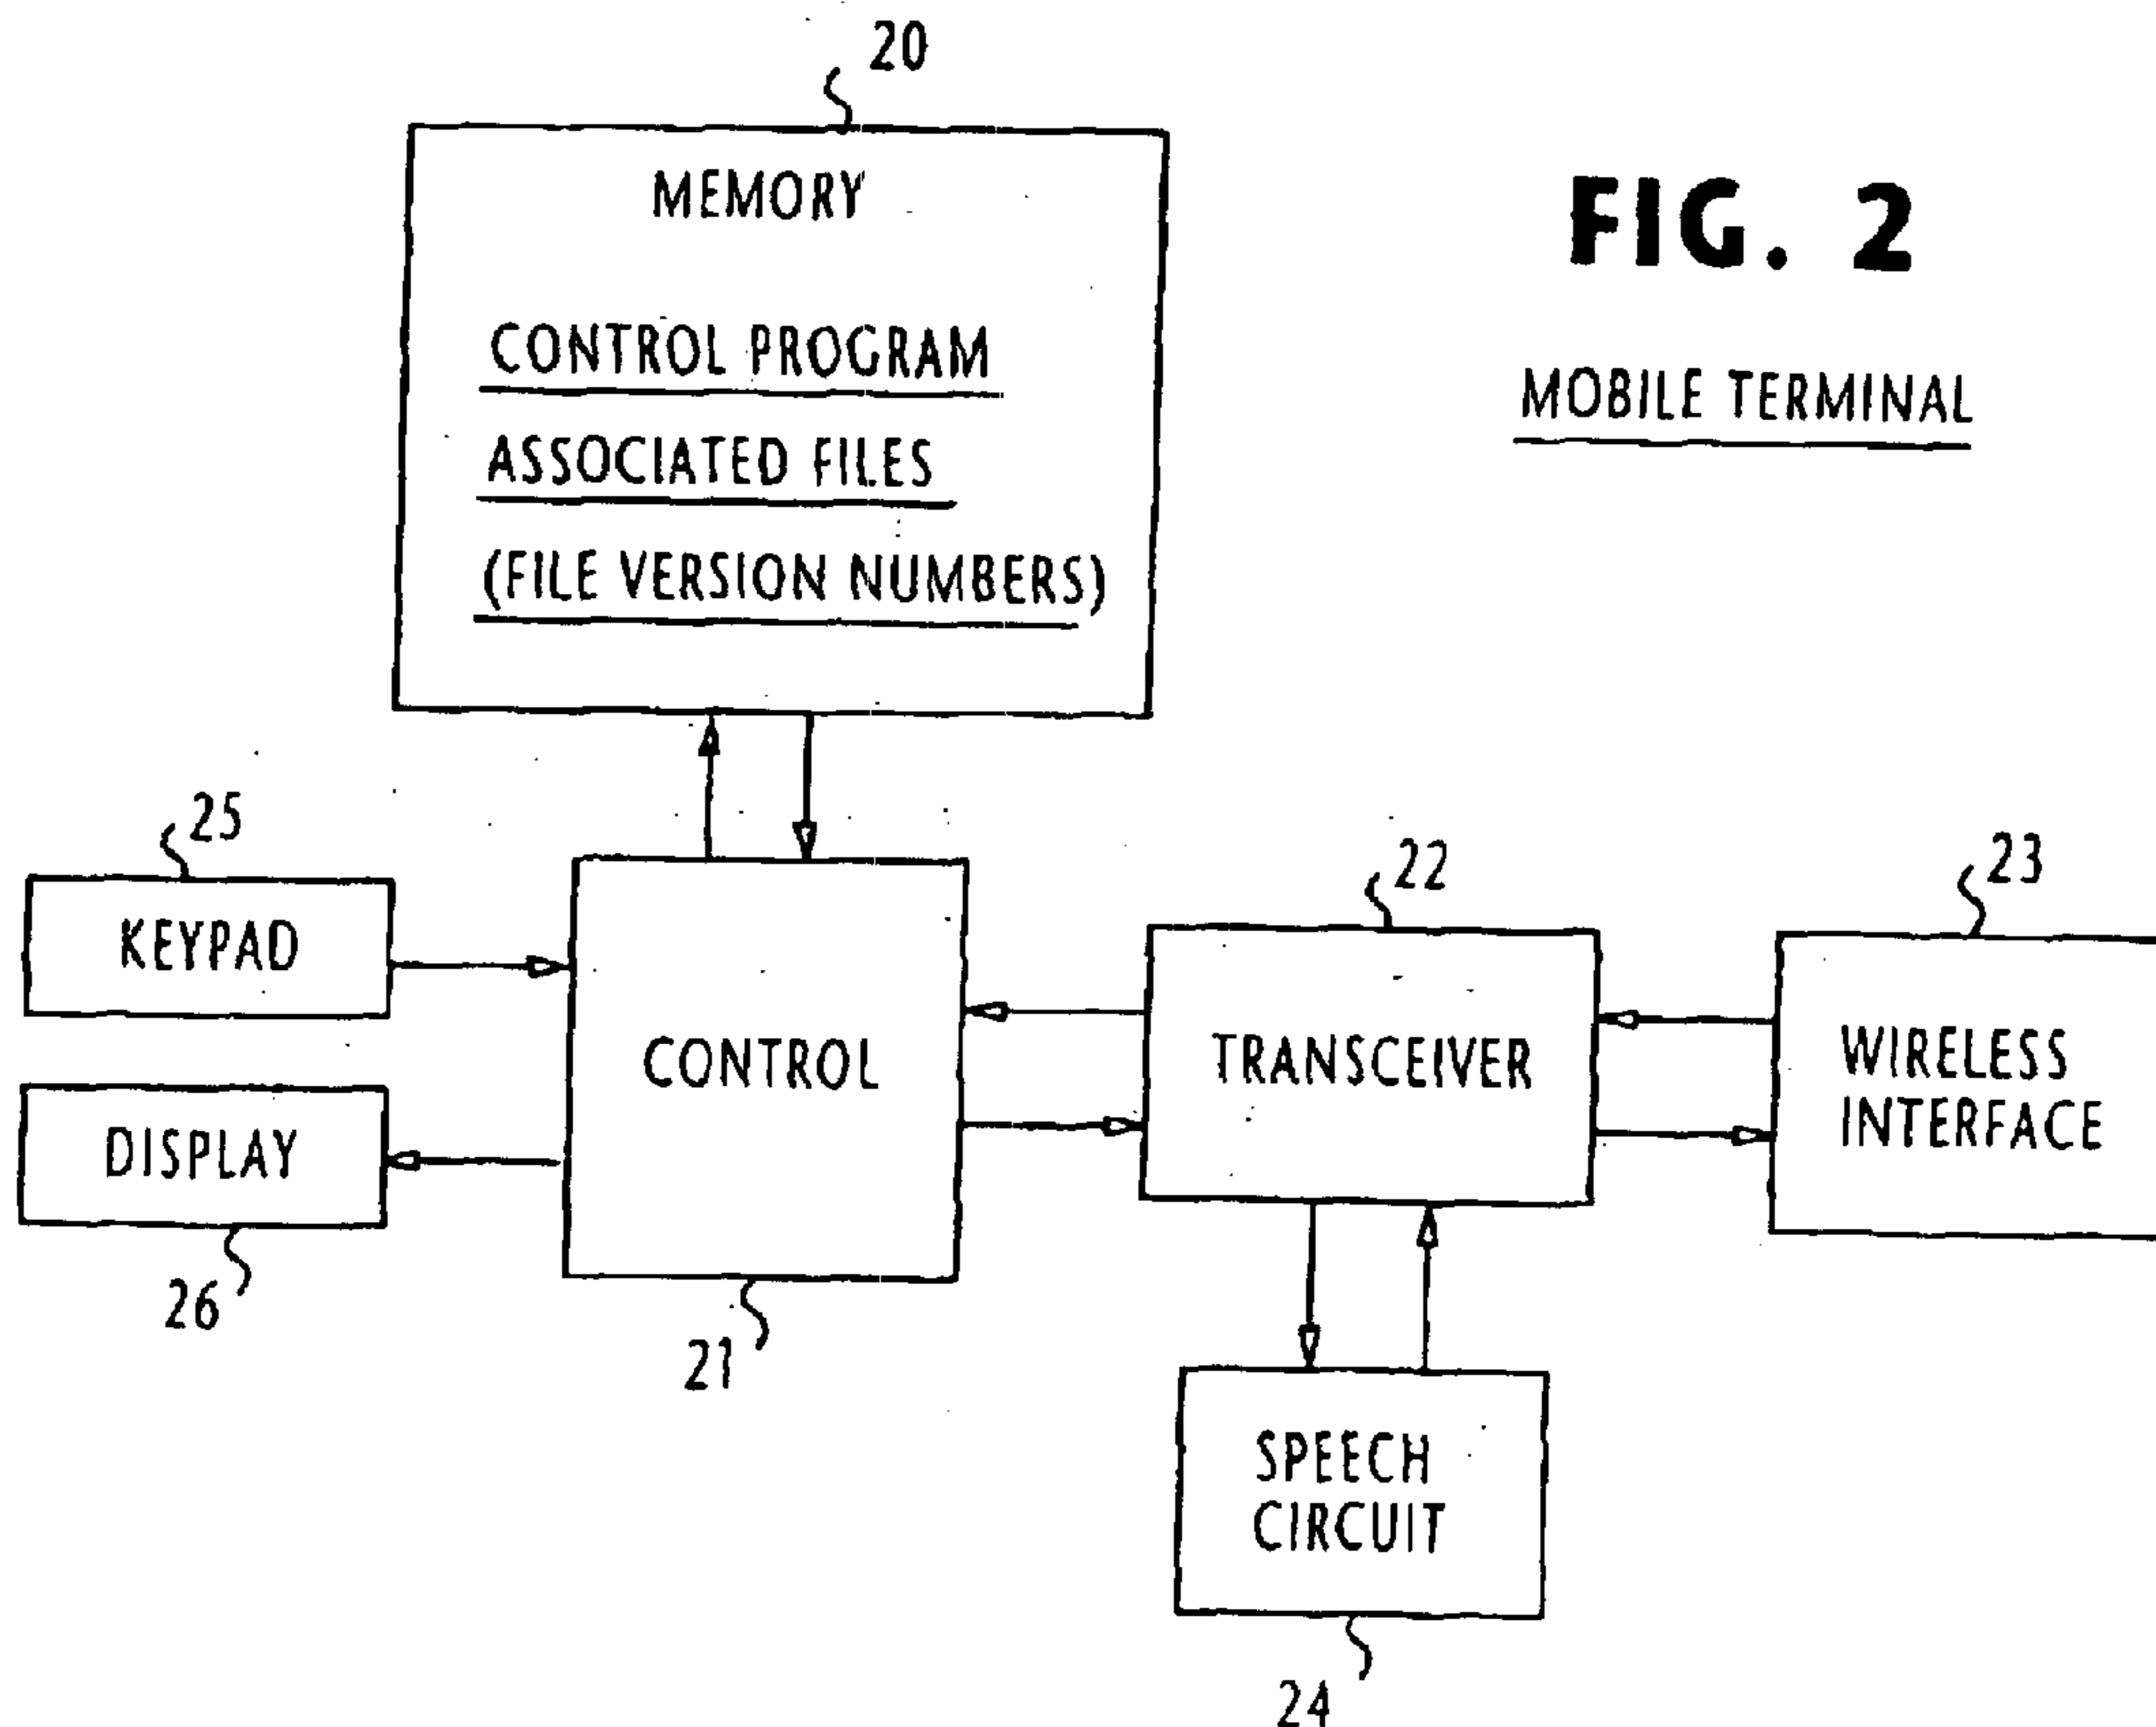 20
MEMORY
CONTROL PROGRAM
ASSOCIATED FILES
(FILE VERSION NUMBERS)
FIG. 2
MOBILE TERMINAL
25
KEYPAD
DISPLAY
26
CONTROL
21
22
TRANSCEIVER
23
WIRELESS
INTERFACE
SPEECH
CIRCUIT
24